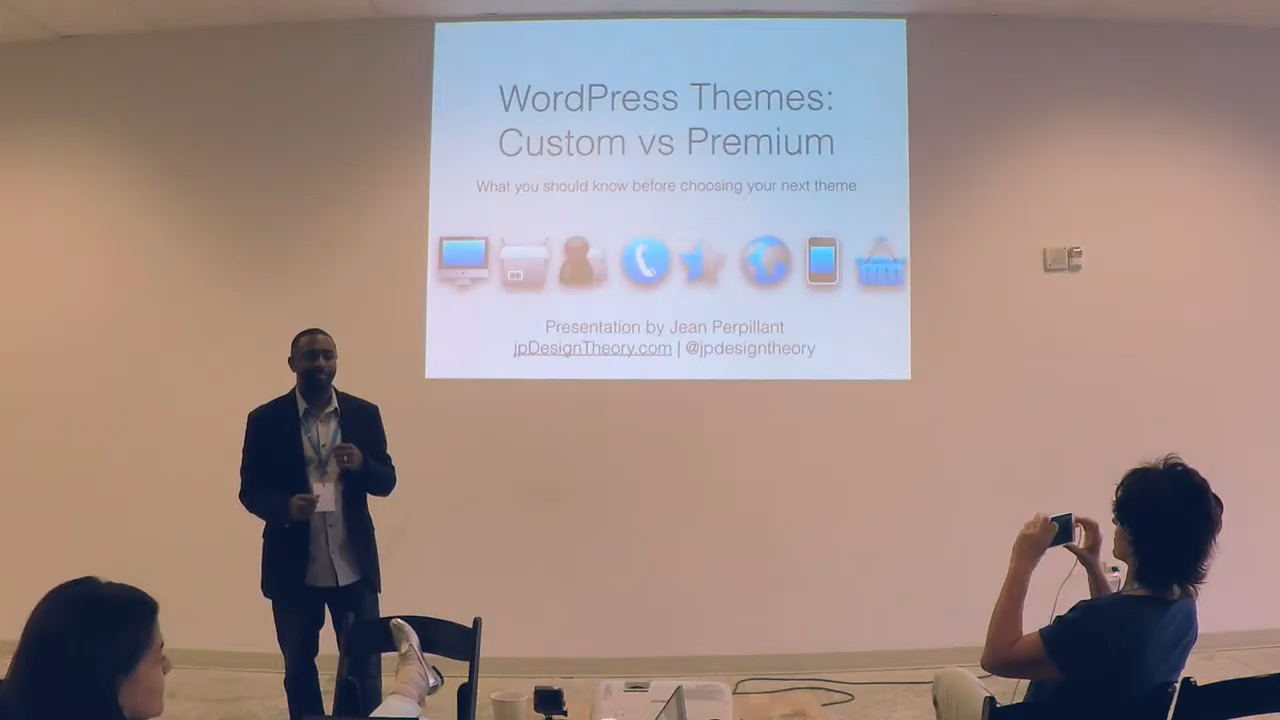 WordPress Themes:
Custom vs Premium
What you should know before choosing your next theme
Presentation by Jean Perpillant
jpDesignTheory.com | @jpdesigntheory